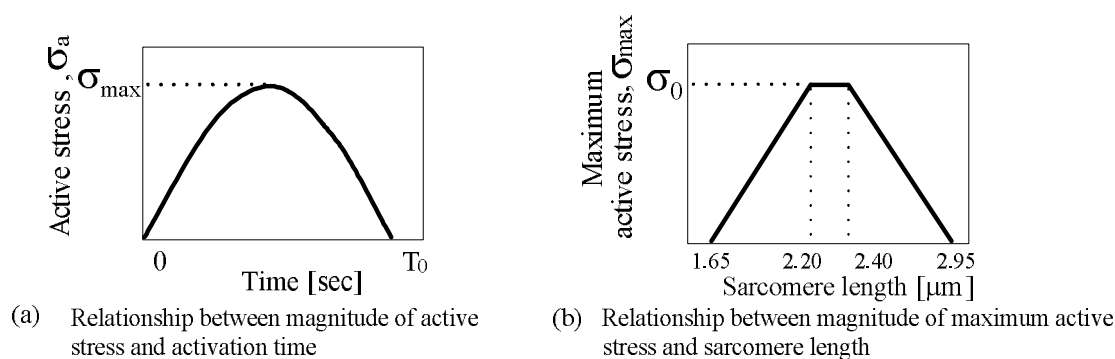 Active stress ,σa
σmax
0
T0
Time [sec]
(a) Relationship between magnitude of active
stress and activation time
Maximum
active stress, σmax
σ0
1.65 2.20 2.40 2.95
Sarcomere length [μm]
(b) Relationship between magnitude of maximum active
stress and sarcomere length